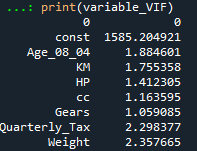 ...: print(variable_VIF)
0 0
const 1585.204921
Age_08_04 1.884601
KM 1.755358
HP 1.412305
cc 1.163595
Gears 1.059085
Quarterly_Tax 2.298377
Weight 2.357665